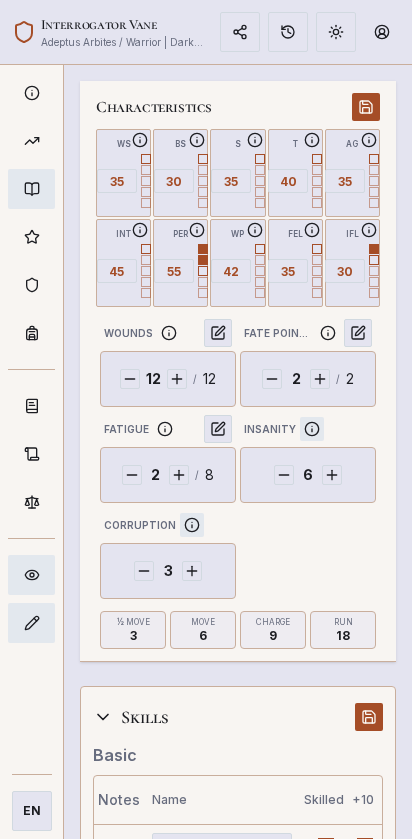 Interrogator Vane
Adeptus Arbites / Warrior | Dark...
Characteristics
WS BS S T AG
35 30 35 40 35
INT PER WP FEL IFL
45 55 42 35 30
WOUNDS FATE POIN...
12 / 12 2 / 2
FATIGUE INSANITY
2 / 8 6
CORRUPTION
3
½ MOVE MOVE CHARGE RUN
3 6 9 18
Skills
Basic
Notes Name Skilled +10
EN